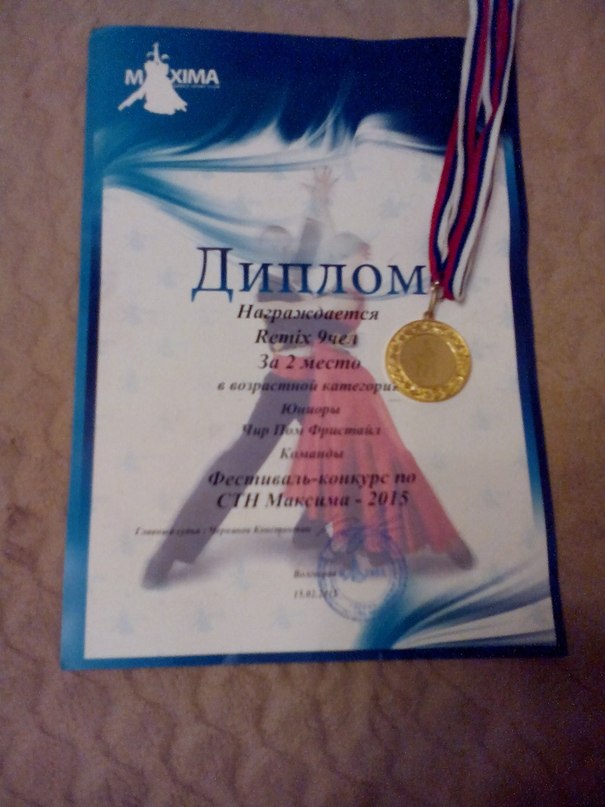 MAXIMA
Диплом
Награждается
Remix 9чел
За 2 место
в возрастной категории
Юниоры
Чир Пом Фристайл
Команды
Фестиваль-конкурс по
СТН Максима - 2015
Главный судья :